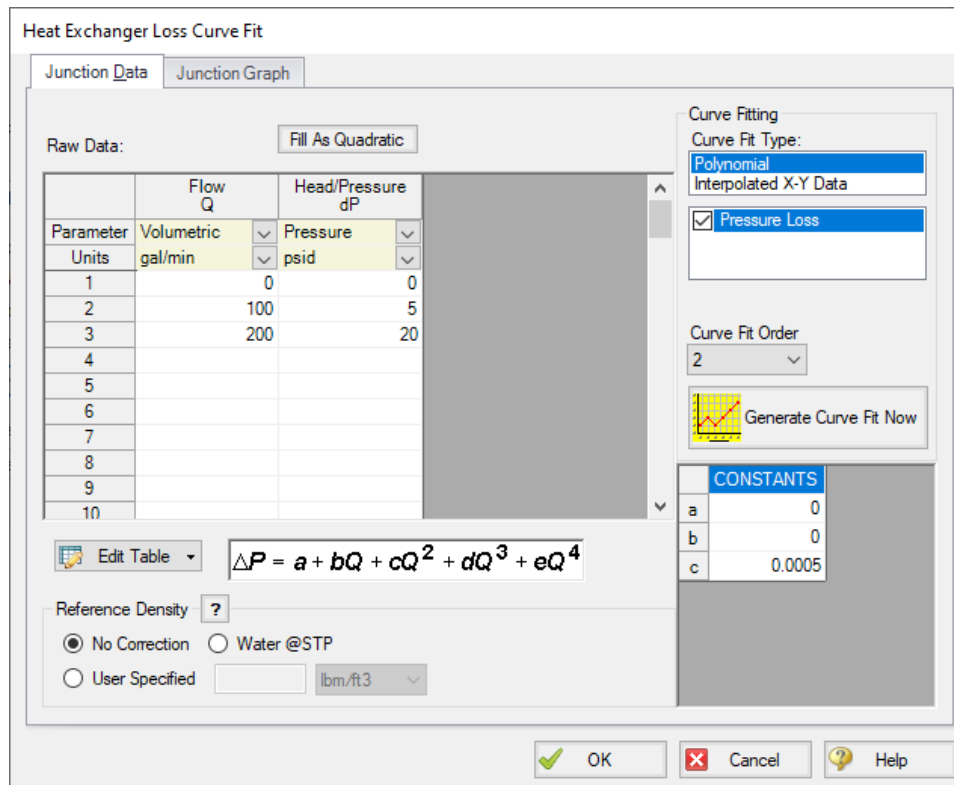 Heat Exchanger Loss Curve Fit
Junction Data
Junction Graph
Raw Data:
Fill As Quadratic
Flow
Q
Head/Pressure
dP
Parameter Volumetric Pressure
Units gal/min psid
1 0 0
2 100 5
3 200 20
4
5
6
7
8
9
10
Edit Table
ΔP = a + bQ + cQ² + dQ³ + eQ⁴
Reference Density ?
No Correction Water @STP
User Specified lbm/ft3
Curve Fitting
Curve Fit Type:
Polynomial
Interpolated X-Y Data
Pressure Loss
Curve Fit Order
2
Generate Curve Fit Now
CONSTANTS
a 0
b 0
c 0.0005
OK Cancel Help